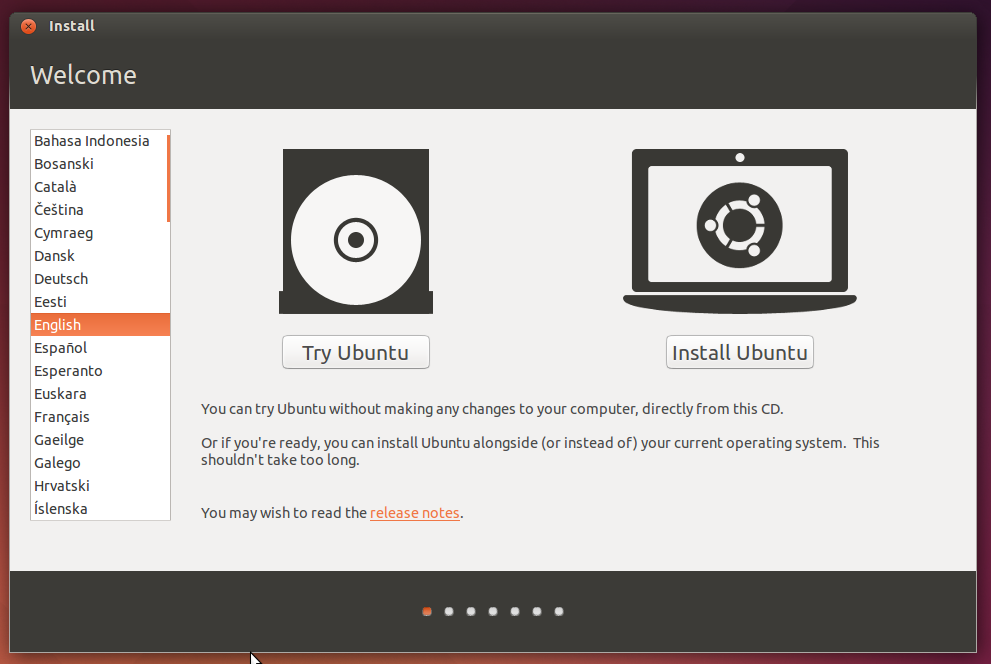 Install
Welcome
Bahasa Indonesia
Bosanski
Català
Čeština
Cymraeg
Dansk
Deutsch
Eesti
English
Español
Esperanto
Euskara
Français
Gaeilge
Galego
Hrvatski
Íslenska
Try Ubuntu
Install Ubuntu
You can try Ubuntu without making any changes to your computer, directly from this CD.
Or if you're ready, you can install Ubuntu alongside (or instead of) your current operating system.  This
shouldn't take too long.
You may wish to read the release notes.